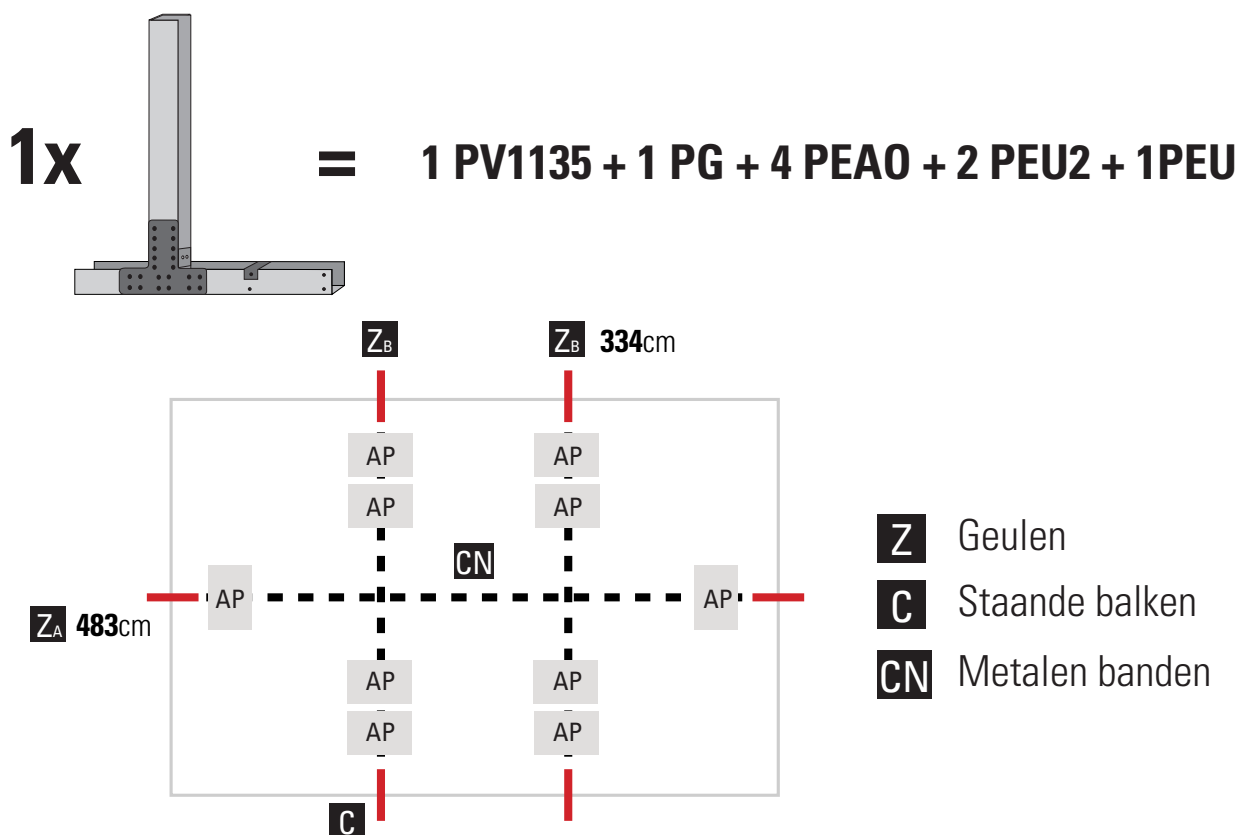 1x = 1 PV1135 + 1 PG + 4 PEAO + 2 PEU2 + 1PEU
ZB ZB 334cm
AP AP
AP AP
CN
AP AP
ZA 483cm
AP AP
AP AP
C
Z Geulen
C Staande balken
CN Metalen banden